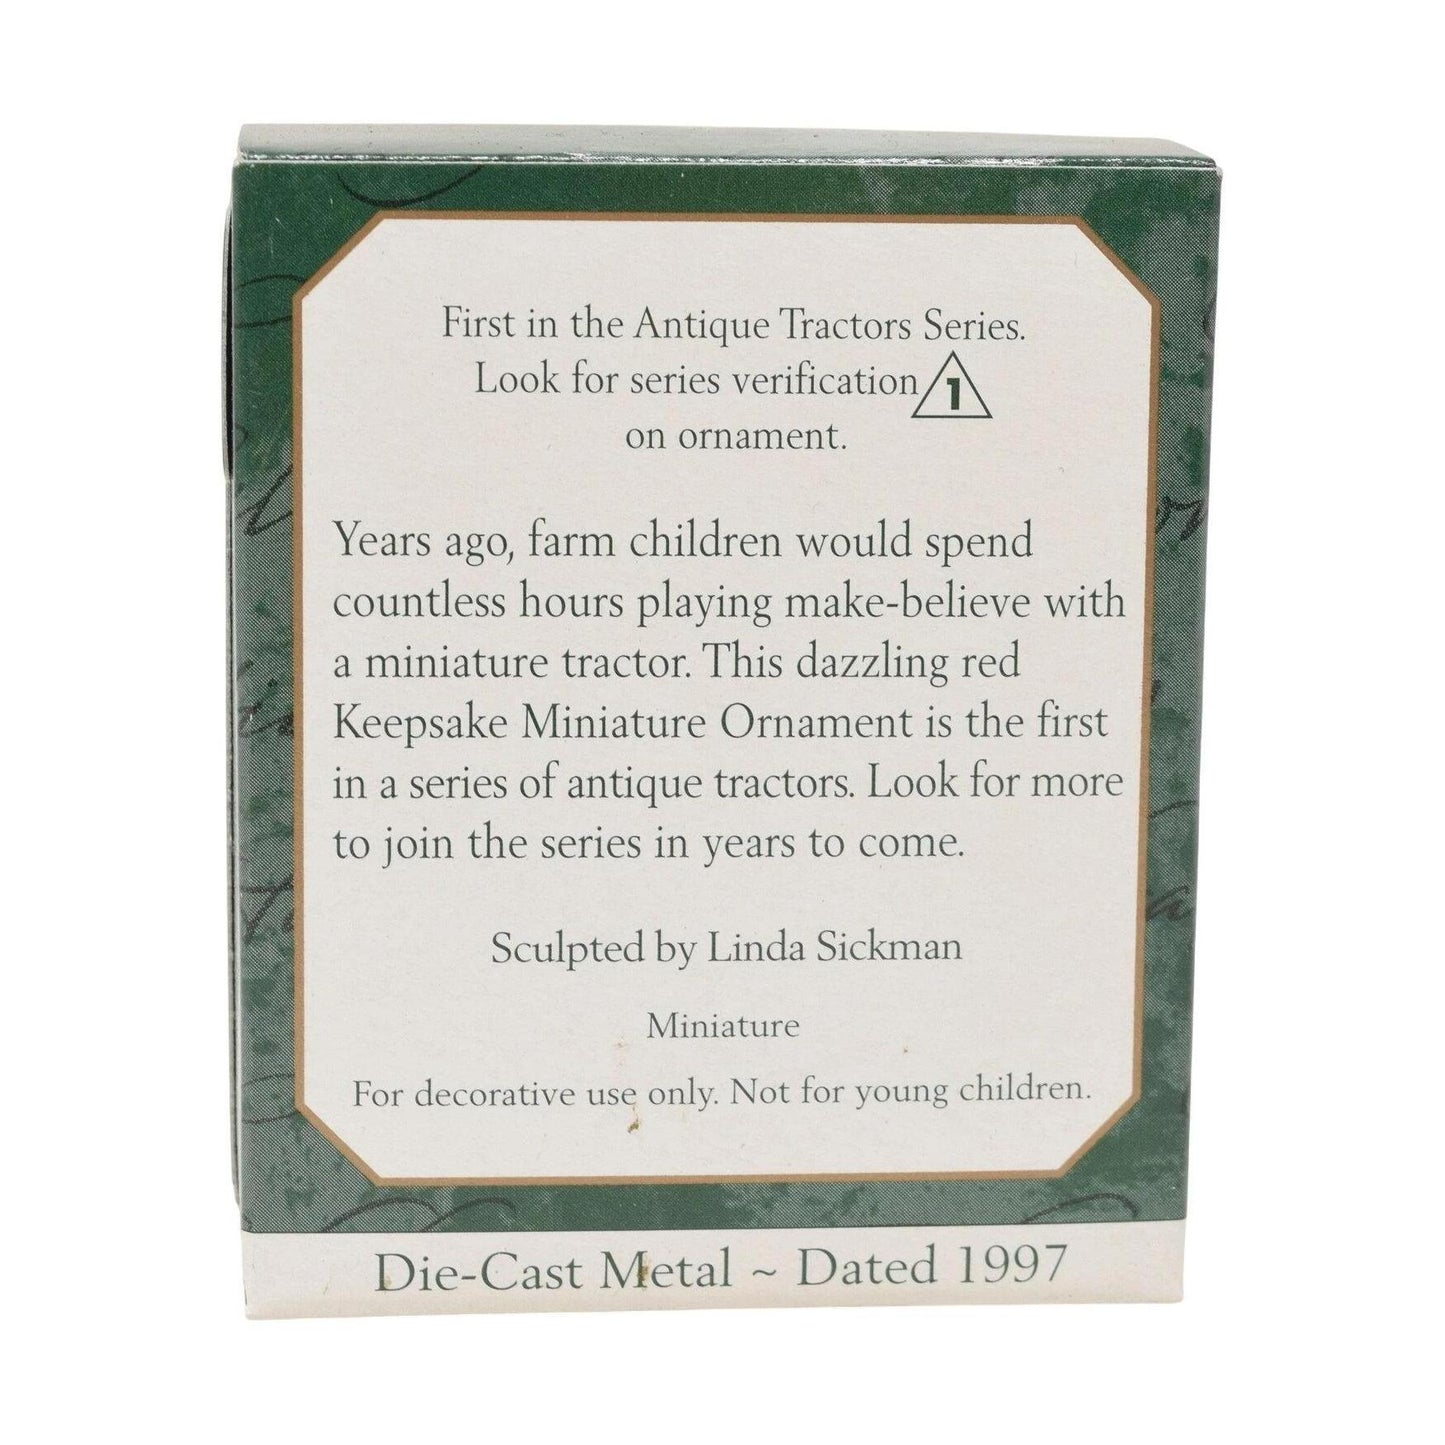 First in the Antique Tractors Series.
Look for series verification 1
on ornament.
Years ago, farm children would spend
countless hours playing make-believe with
a miniature tractor. This dazzling red
Keepsake Miniature Ornament is the first
in a series of antique tractors. Look for more
to join the series in years to come.
Sculpted by Linda Sickman
Miniature
For decorative use only. Not for young children.
Die-Cast Metal ~ Dated 1997